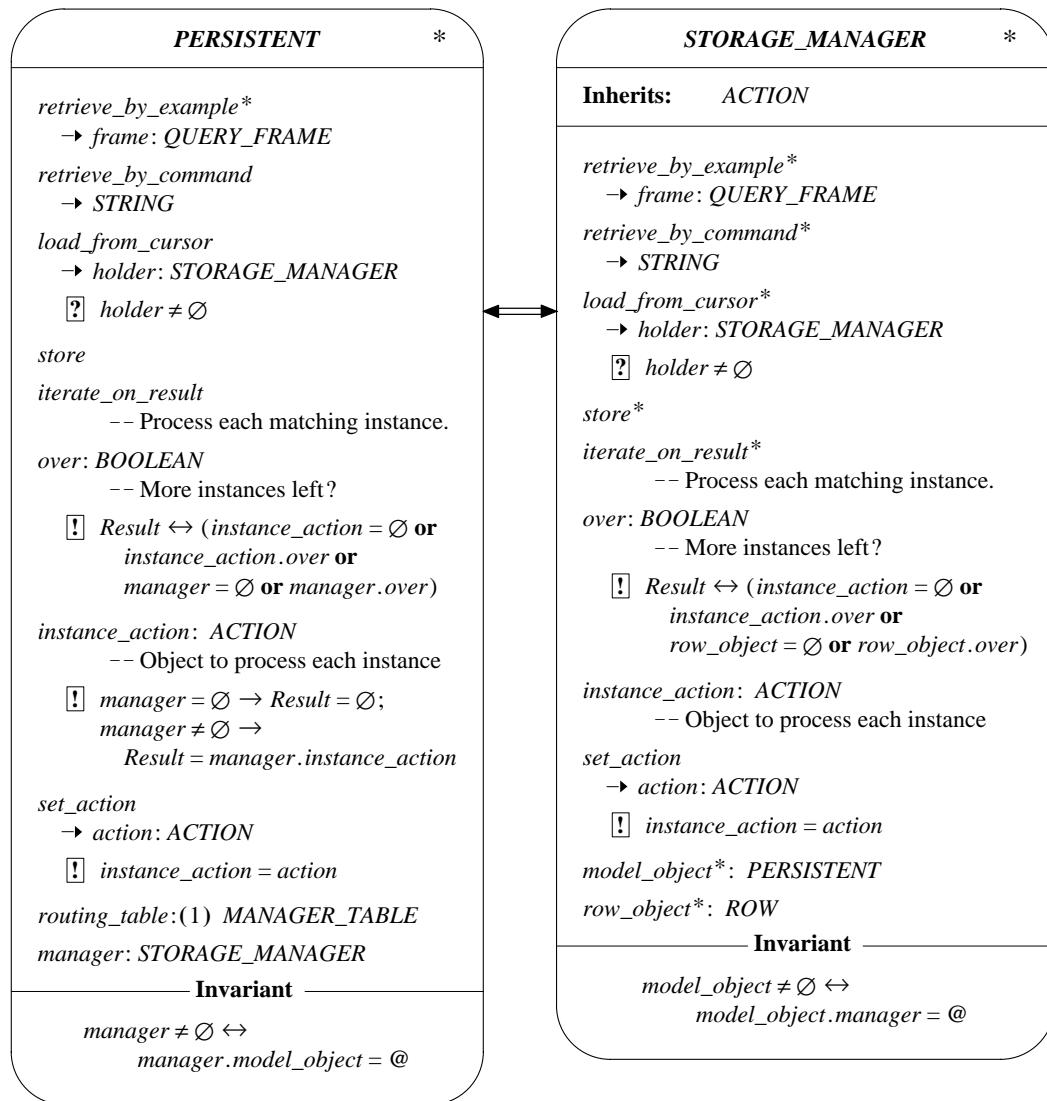 PERSISTENT *
retrieve_by_example*
→ frame: QUERY_FRAME
retrieve_by_command
→ STRING
load_from_cursor
→ holder: STORAGE_MANAGER
? holder ≠ ∅
store
iterate_on_result
-- Process each matching instance.
over: BOOLEAN
-- More instances left?
! Result ↔ (instance_action = ∅ or
instance_action.over or
manager = ∅ or manager.over)
instance_action: ACTION
-- Object to process each instance
! manager = ∅ → Result = ∅;
manager ≠ ∅ →
Result = manager.instance_action
set_action
→ action: ACTION
! instance_action = action
routing_table:(1) MANAGER_TABLE
manager: STORAGE_MANAGER
Invariant
manager ≠ ∅ ↔
manager.model_object = @
STORAGE_MANAGER *
Inherits: ACTION
retrieve_by_example*
→ frame: QUERY_FRAME
retrieve_by_command*
→ STRING
load_from_cursor*
→ holder: STORAGE_MANAGER
? holder ≠ ∅
store*
iterate_on_result*
-- Process each matching instance.
over: BOOLEAN
-- More instances left?
! Result ↔ (instance_action = ∅ or
instance_action.over or
row_object = ∅ or row_object.over)
instance_action: ACTION
-- Object to process each instance
set_action
→ action: ACTION
! instance_action = action
model_object*: PERSISTENT
row_object*: ROW
Invariant
model_object ≠ ∅ ↔
model_object.manager = @